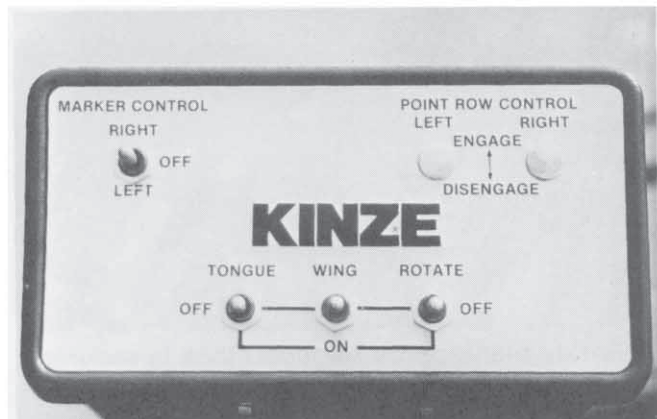 MARKER CONTROL
RIGHT
OFF
LEFT
POINT ROW CONTROL
LEFT RIGHT
ENGAGE
DISENGAGE
KINZE
TONGUE WING ROTATE
OFF OFF
ON